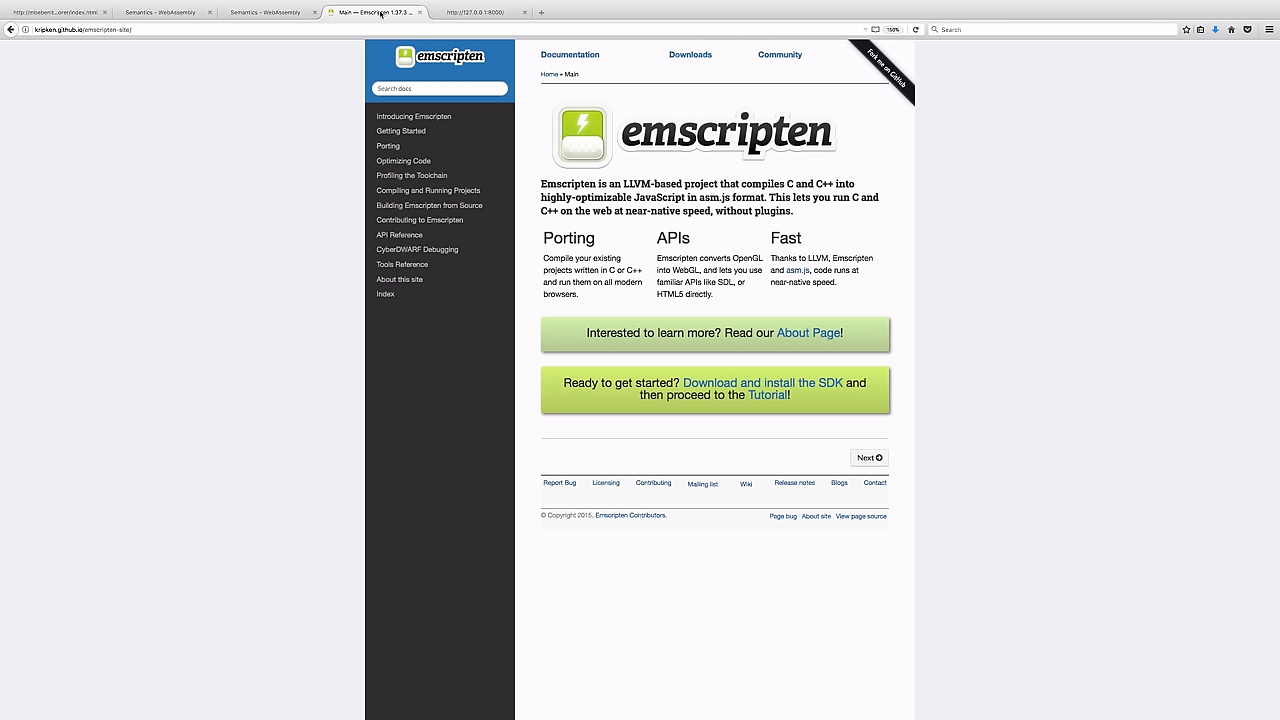 http://mbebenit...orer/index.html
Semantics - WebAssembly
Semantics - WebAssembly
Main — Emscripten 1.37.3 ...
http://127.0.0.1:8000/
kripken.github.io/emscripten-site/
150%
Search
emscripten
Search docs
Introducing Emscripten
Getting Started
Porting
Optimizing Code
Profiling the Toolchain
Compiling and Running Projects
Building Emscripten from Source
Contributing to Emscripten
API Reference
CyberDWARF Debugging
Tools Reference
About this site
Index
Documentation
Downloads
Community
Fork me on GitHub
Home » Main
emscripten
Emscripten is an LLVM-based project that compiles C and C++ into
highly-optimizable JavaScript in asm.js format. This lets you run C and
C++ on the web at near-native speed, without plugins.
Porting
Compile your existing
projects written in C or C++
and run them on all modern
browsers.
APIs
Emscripten converts OpenGL
into WebGL, and lets you use
familiar APIs like SDL, or
HTML5 directly.
Fast
Thanks to LLVM, Emscripten
and asm.js, code runs at
near-native speed.
Interested to learn more? Read our About Page!
Ready to get started? Download and install the SDK and
then proceed to the Tutorial!
Next
Report Bug
Licensing
Contributing
Mailing list
Wiki
Release notes
Blogs
Contact
© Copyright 2015, Emscripten Contributors.
Page bug
About site
View page source